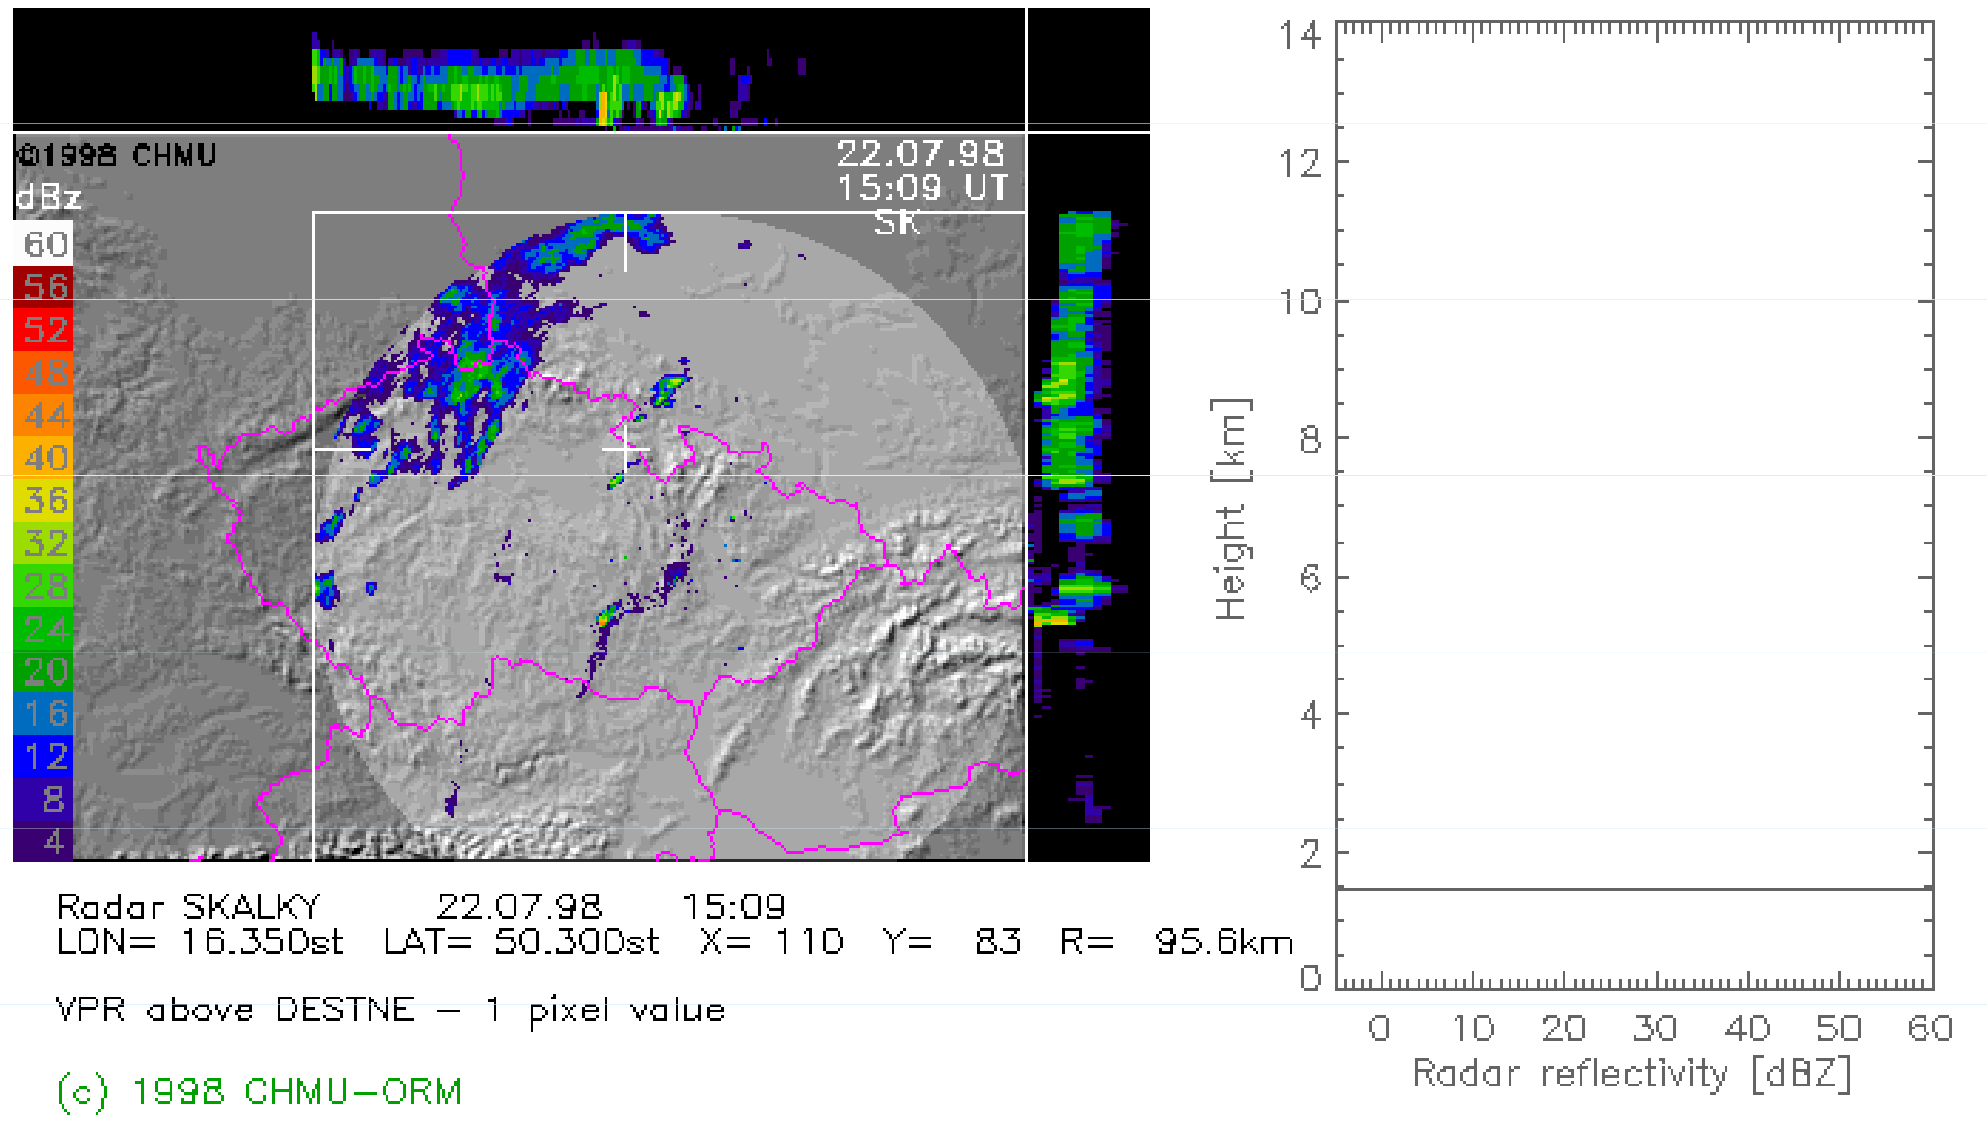 ©1998 CHMU
22.07.98
15:09 UT
SK
dBz
60
56
52
48
44
40
36
32
28
24
20
16
12
8
4
Radar SKALKY 22.07.98 15:09
LON= 16.350st LAT= 50.300st X= 110 Y= 83 R= 95.6km
VPR above DESTNE – 1 pixel value
(c) 1998 CHMU-ORM
14
12
10
8
6
4
2
0
Height [km]
0 10 20 30 40 50 60
Radar reflectivity [dBZ]